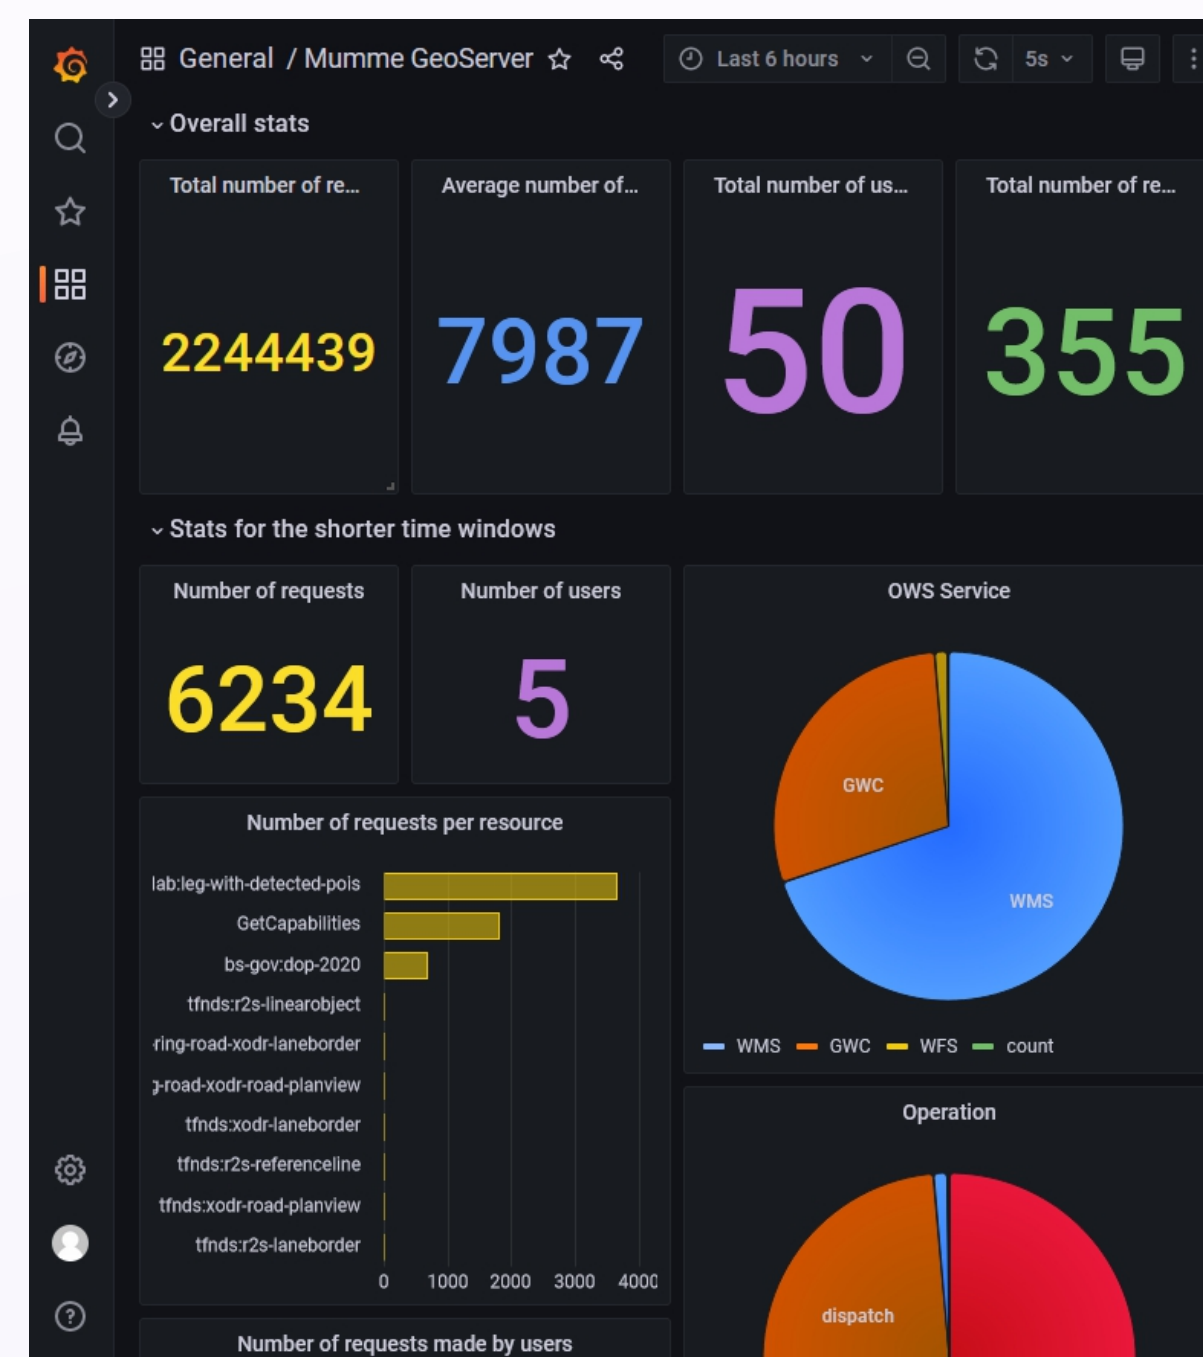 General / Mumme GeoServer
Last 6 hours
5s
Overall stats
Total number of re...
Average number of...
Total number of us...
Total number of re...
2244439
7987
50
355
Stats for the shorter time windows
Number of requests
Number of users
OWS Service
6234
5
GWC
WMS
WMS GWC WFS count
Number of requests per resource
lab:leg-with-detected-pois
GetCapabilities
bs-gov:dop-2020
tfnds:r2s-linearobject
ring-road-xodr-laneborder
g-road-xodr-road-planview
tfnds:xodr-laneborder
tfnds:r2s-referenceline
tfnds:xodr-road-planview
tfnds:r2s-laneborder
0 1000 2000 3000 4000
Operation
dispatch
Number of requests made by users